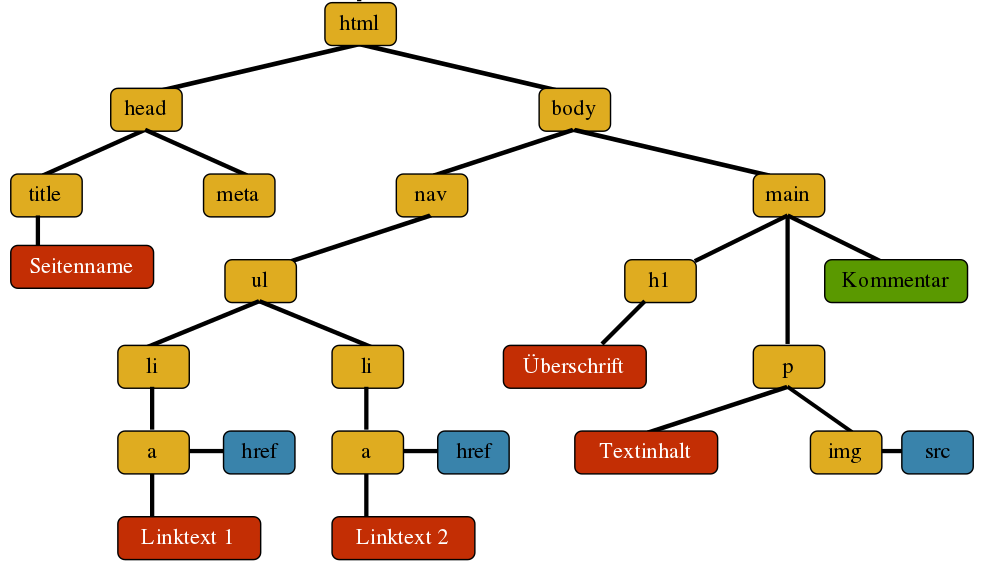 html
head
body
title
meta
nav
main
Seitenname
ul
h1
Kommentar
li
li
Überschrift
p
a
href
a
href
Textinhalt
img
src
Linktext 1
Linktext 2